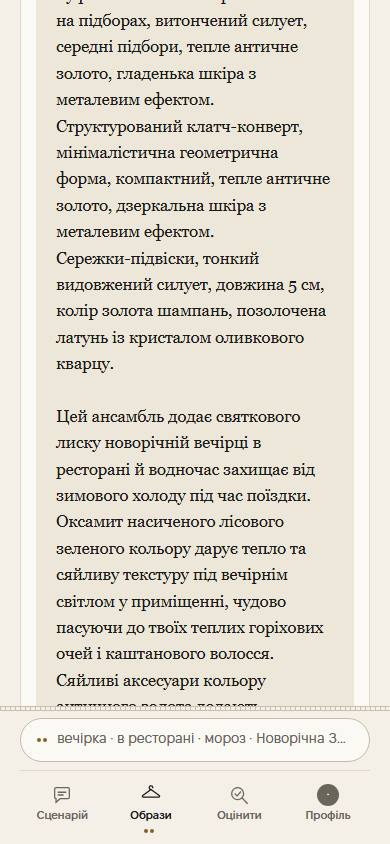 на підборах, витончений силует,
середні підбори, тепле античне
золото, гладенька шкіра з
металевим ефектом.
Структурований клатч-конверт,
мінімалістична геометрична
форма, компактний, тепле античне
золото, дзеркальна шкіра з
металевим ефектом.
Сережки-підвіски, тонкий
видовжений силует, довжина 5 см,
колір золота шампань, позолочена
латунь із кристалом оливкового
кварцу.
Цей ансамбль додає святкового
лиску новорічній вечірці в
ресторані й водночас захищає від
зимового холоду під час поїздки.
Оксамит насиченого лісового
зеленого кольору дарує тепло та
сяйливу текстуру під вечірнім
світлом у приміщенні, чудово
пасуючи до твоїх теплих горіхових
очей і каштанового волосся.
Сяйливі аксесуари кольору
вечірка · в ресторані · мороз · Новорічна З...
Сценарій
Образи
Оцінити
Профіль